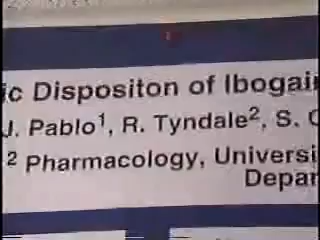 ic Dispositon of Ibogai
J. Pablo¹, R. Tyndale², S.
² Pharmacology, Universi
Depar